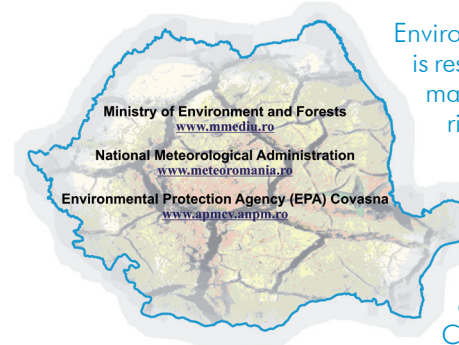 Ministry of Environment and Forests
www.mmediu.ro
National Meteorological Administration
www.meteoromania.ro
Environmental Protection Agency (EPA) Covasna
www.apmcv.anpm.ro
is